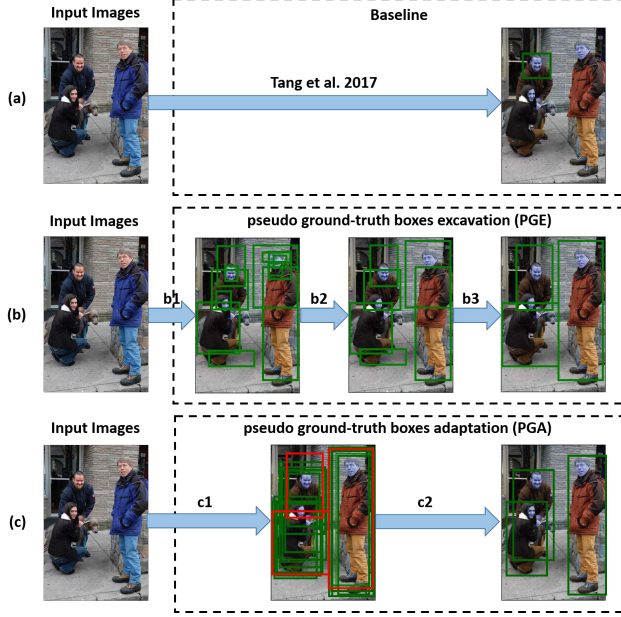 Input Images
Baseline
(a)
Tang et al. 2017
Input Images
pseudo ground-truth boxes excavation (PGE)
(b)
b1
b2
b3
Input Images
pseudo ground-truth boxes adaptation (PGA)
(c)
c1
c2